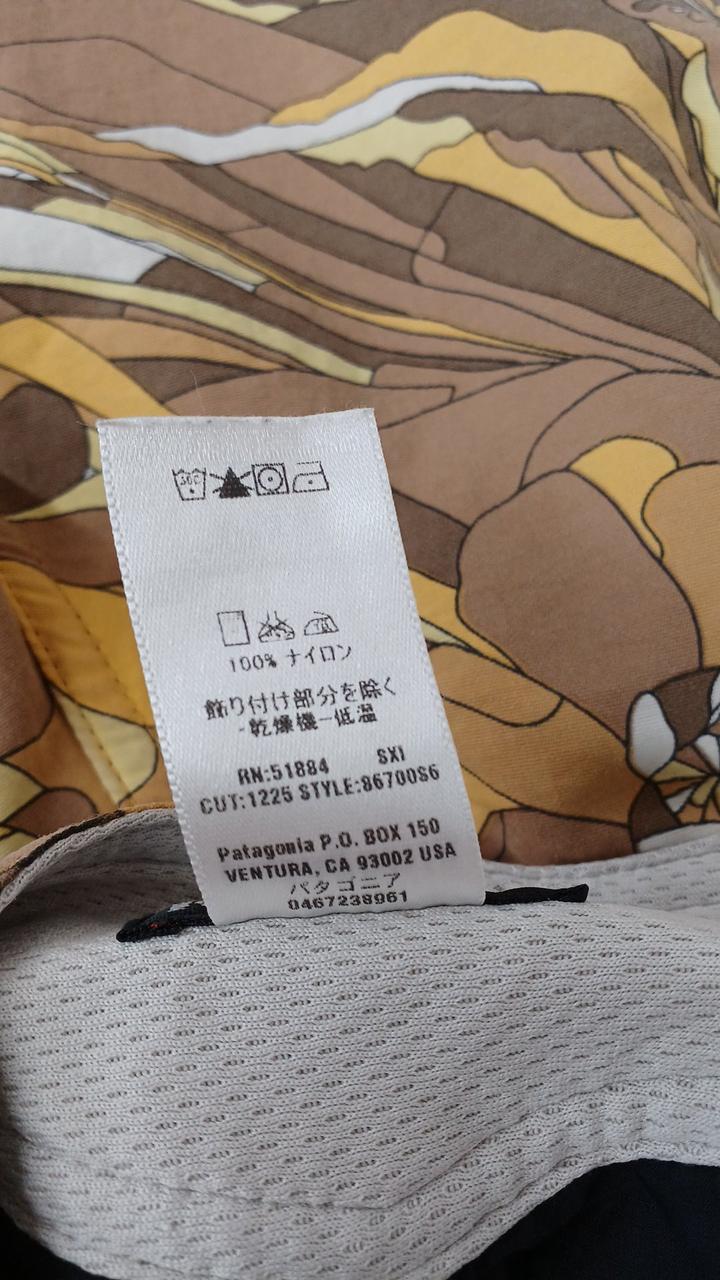 30C
100% ナイロン
飾り付け部分を除く
-乾燥機-低温
RN:51884 SXI
CUT:1225 STYLE:86700S6
Patagonia P.O. BOX 150
VENTURA, CA 93002 USA
パタゴニア
0467238961